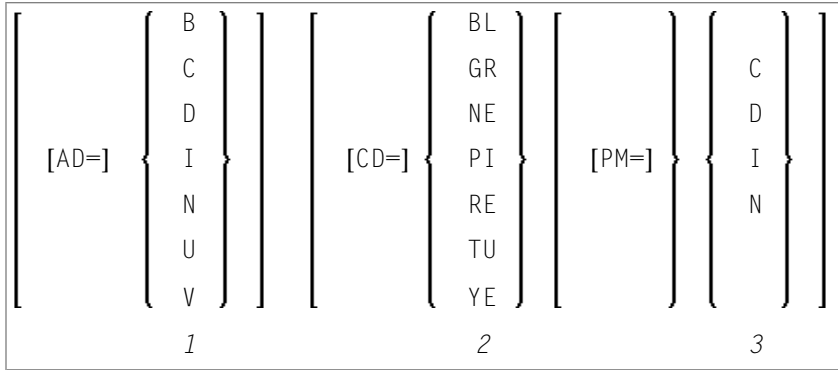 B BL
C GR C
D NE D
[AD=] I [CD=] PI [PM=] I
N RE N
U TU
V YE
1 2 3